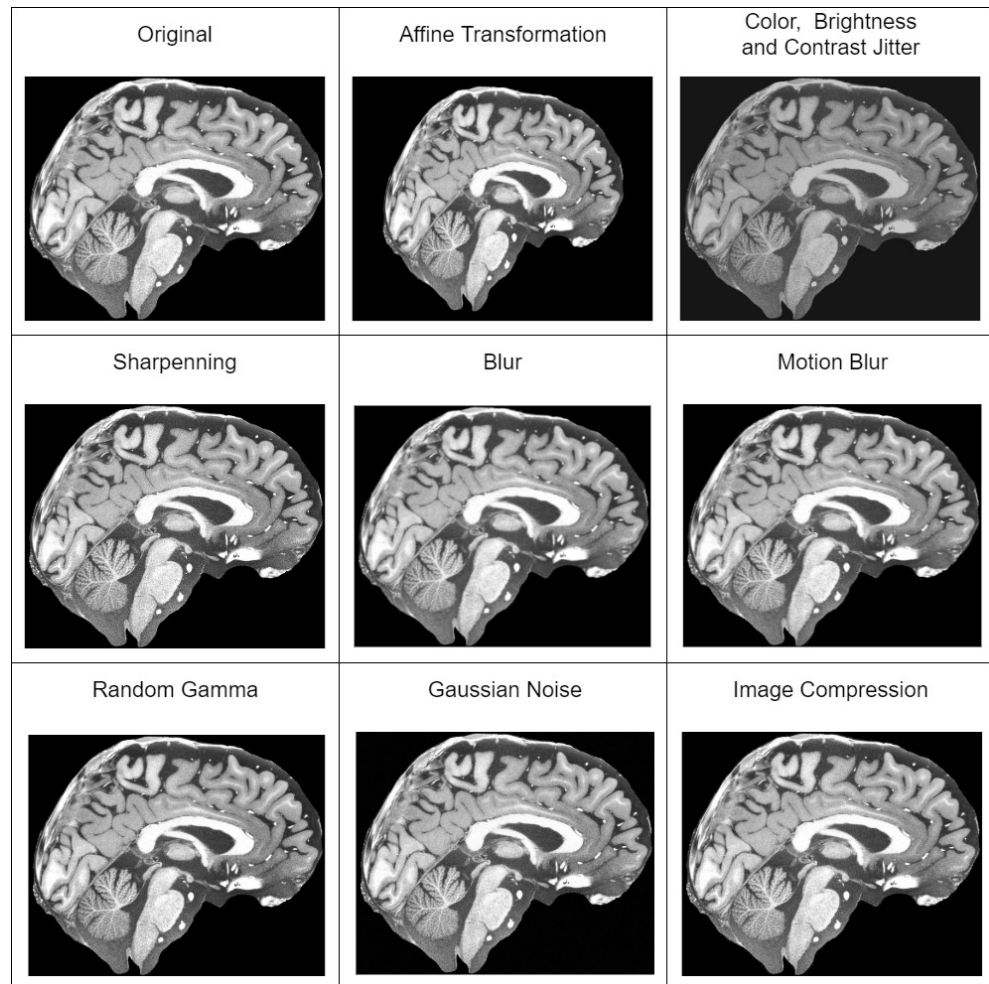 Original
Affine Transformation
Color, Brightness
and Contrast Jitter
Sharpenning
Blur
Motion Blur
Random Gamma
Gaussian Noise
Image Compression